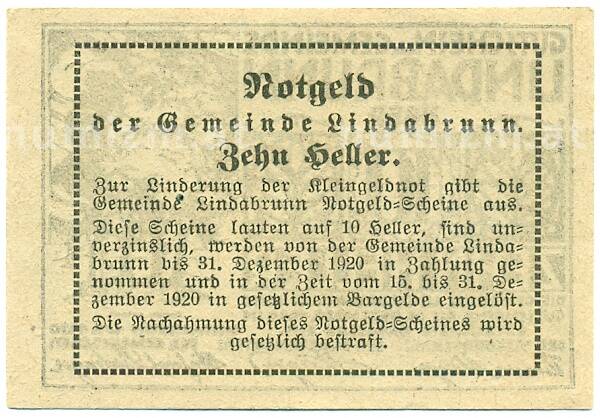 Notgeld
der Gemeinde Lindabrunn.
Zehn Heller.
Zur Linderung der Kleingeldnot gibt die
Gemeinde Lindabrunn Notgeld=Scheine aus.
Diese Scheine lauten auf 10 Heller, sind un=
verzinslich, werden von der Gemeinde Linda=
brunn bis 31. Dezember 1920 in Zahlung ge=
nommen und in der Zeit vom 15. bis 31. De=
zember 1920 in gesetzlichem Bargelde eingelöst.
Die Nachahmung dieses Notgeld=Scheines wird
gesetzlich bestraft.